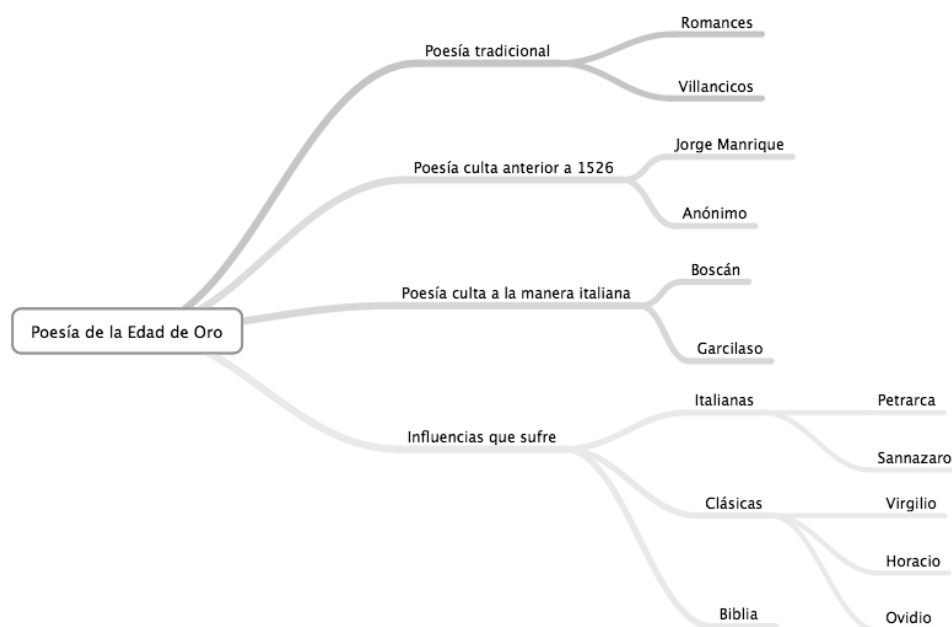 Poesía de la Edad de Oro
Poesía tradicional
Romances
Villancicos
Poesía culta anterior a 1526
Jorge Manrique
Anónimo
Poesía culta a la manera italiana
Boscán
Garcilaso
Influencias que sufre
Italianas
Petrarca
Sannazaro
Clásicas
Virgilio
Horacio
Ovidio
Biblia